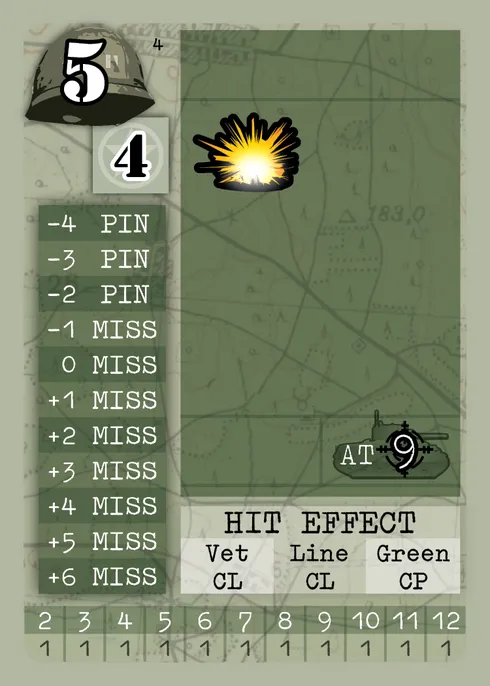 5
4
4
-4 PIN
-3 PIN
-2 PIN
-1 MISS
0 MISS
+1 MISS
+2 MISS
+3 MISS
+4 MISS
+5 MISS
+6 MISS
183,0
AT 9
HIT EFFECT
Vet Line Green
CL CL CP
2 3 4 5 6 7 8 9 10 11 12
1 1 1 1 1 1 1 1 1 1 1